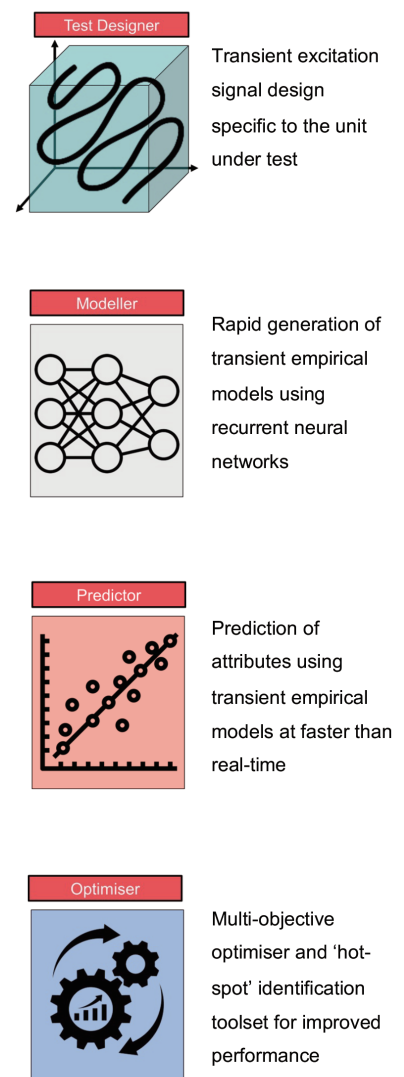 Test Designer
Transient excitation
signal design
specific to the unit
under test
Modeller
Rapid generation of
transient empirical
models using
recurrent neural
networks
Predictor
Prediction of
attributes using
transient empirical
models at faster than
real-time
Optimiser
Multi-objective
optimiser and ‘hot-
spot’ identification
toolset for improved
performance